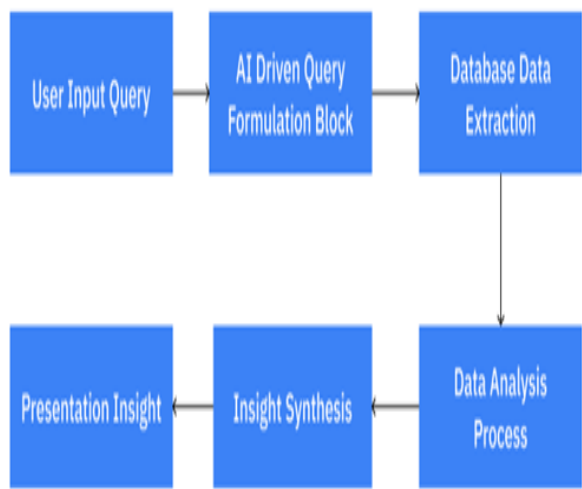 User Input Query
AI Driven Query
Formulation Block
Database Data
Extraction
Data Analysis
Process
Insight Synthesis
Presentation Insight